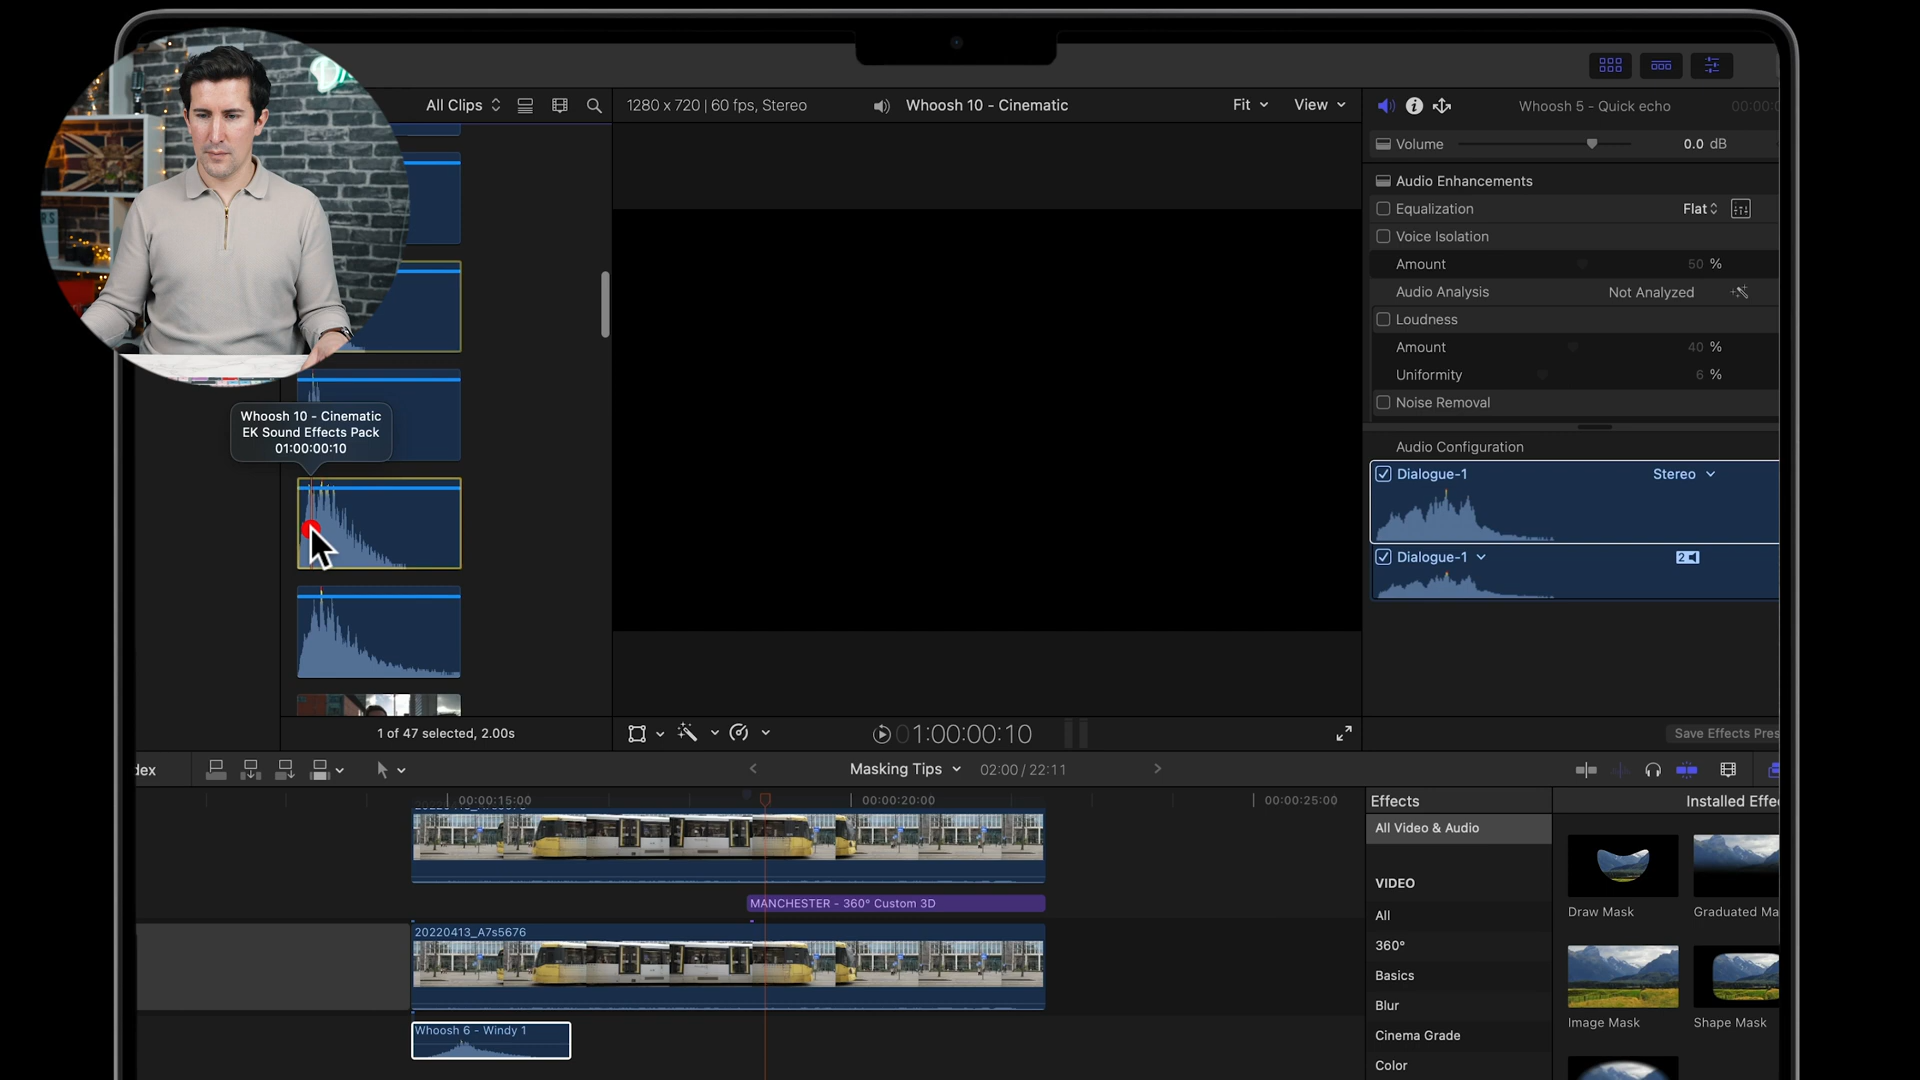 All Clips
1280 x 720 | 60 fps, Stereo
Whoosh 10 - Cinematic
Fit
View
Whoosh 5 - Quick echo
Volume
0.0 dB
Audio Enhancements
Equalization
Flat
Voice Isolation
Amount
50 %
Audio Analysis
Not Analyzed
Loudness
Amount
40 %
Uniformity
6 %
Noise Removal
Audio Configuration
Dialogue-1
Stereo
Dialogue-1
2
Whoosh 10 - Cinematic
EK Sound Effects Pack
01:00:00:10
1 of 47 selected, 2.00s
01:00:00:10
Save Effects Pres
dex
Masking Tips
02:00 / 22:11
00:00:15:00
00:00:20:00
00:00:25:00
MANCHESTER - 360° Custom 3D
20220413_A7s5676
Whoosh 6 - Windy 1
Effects
Installed Effe
All Video & Audio
VIDEO
All
360°
Basics
Blur
Cinema Grade
Color
Draw Mask
Graduated Ma
Image Mask
Shape Mask